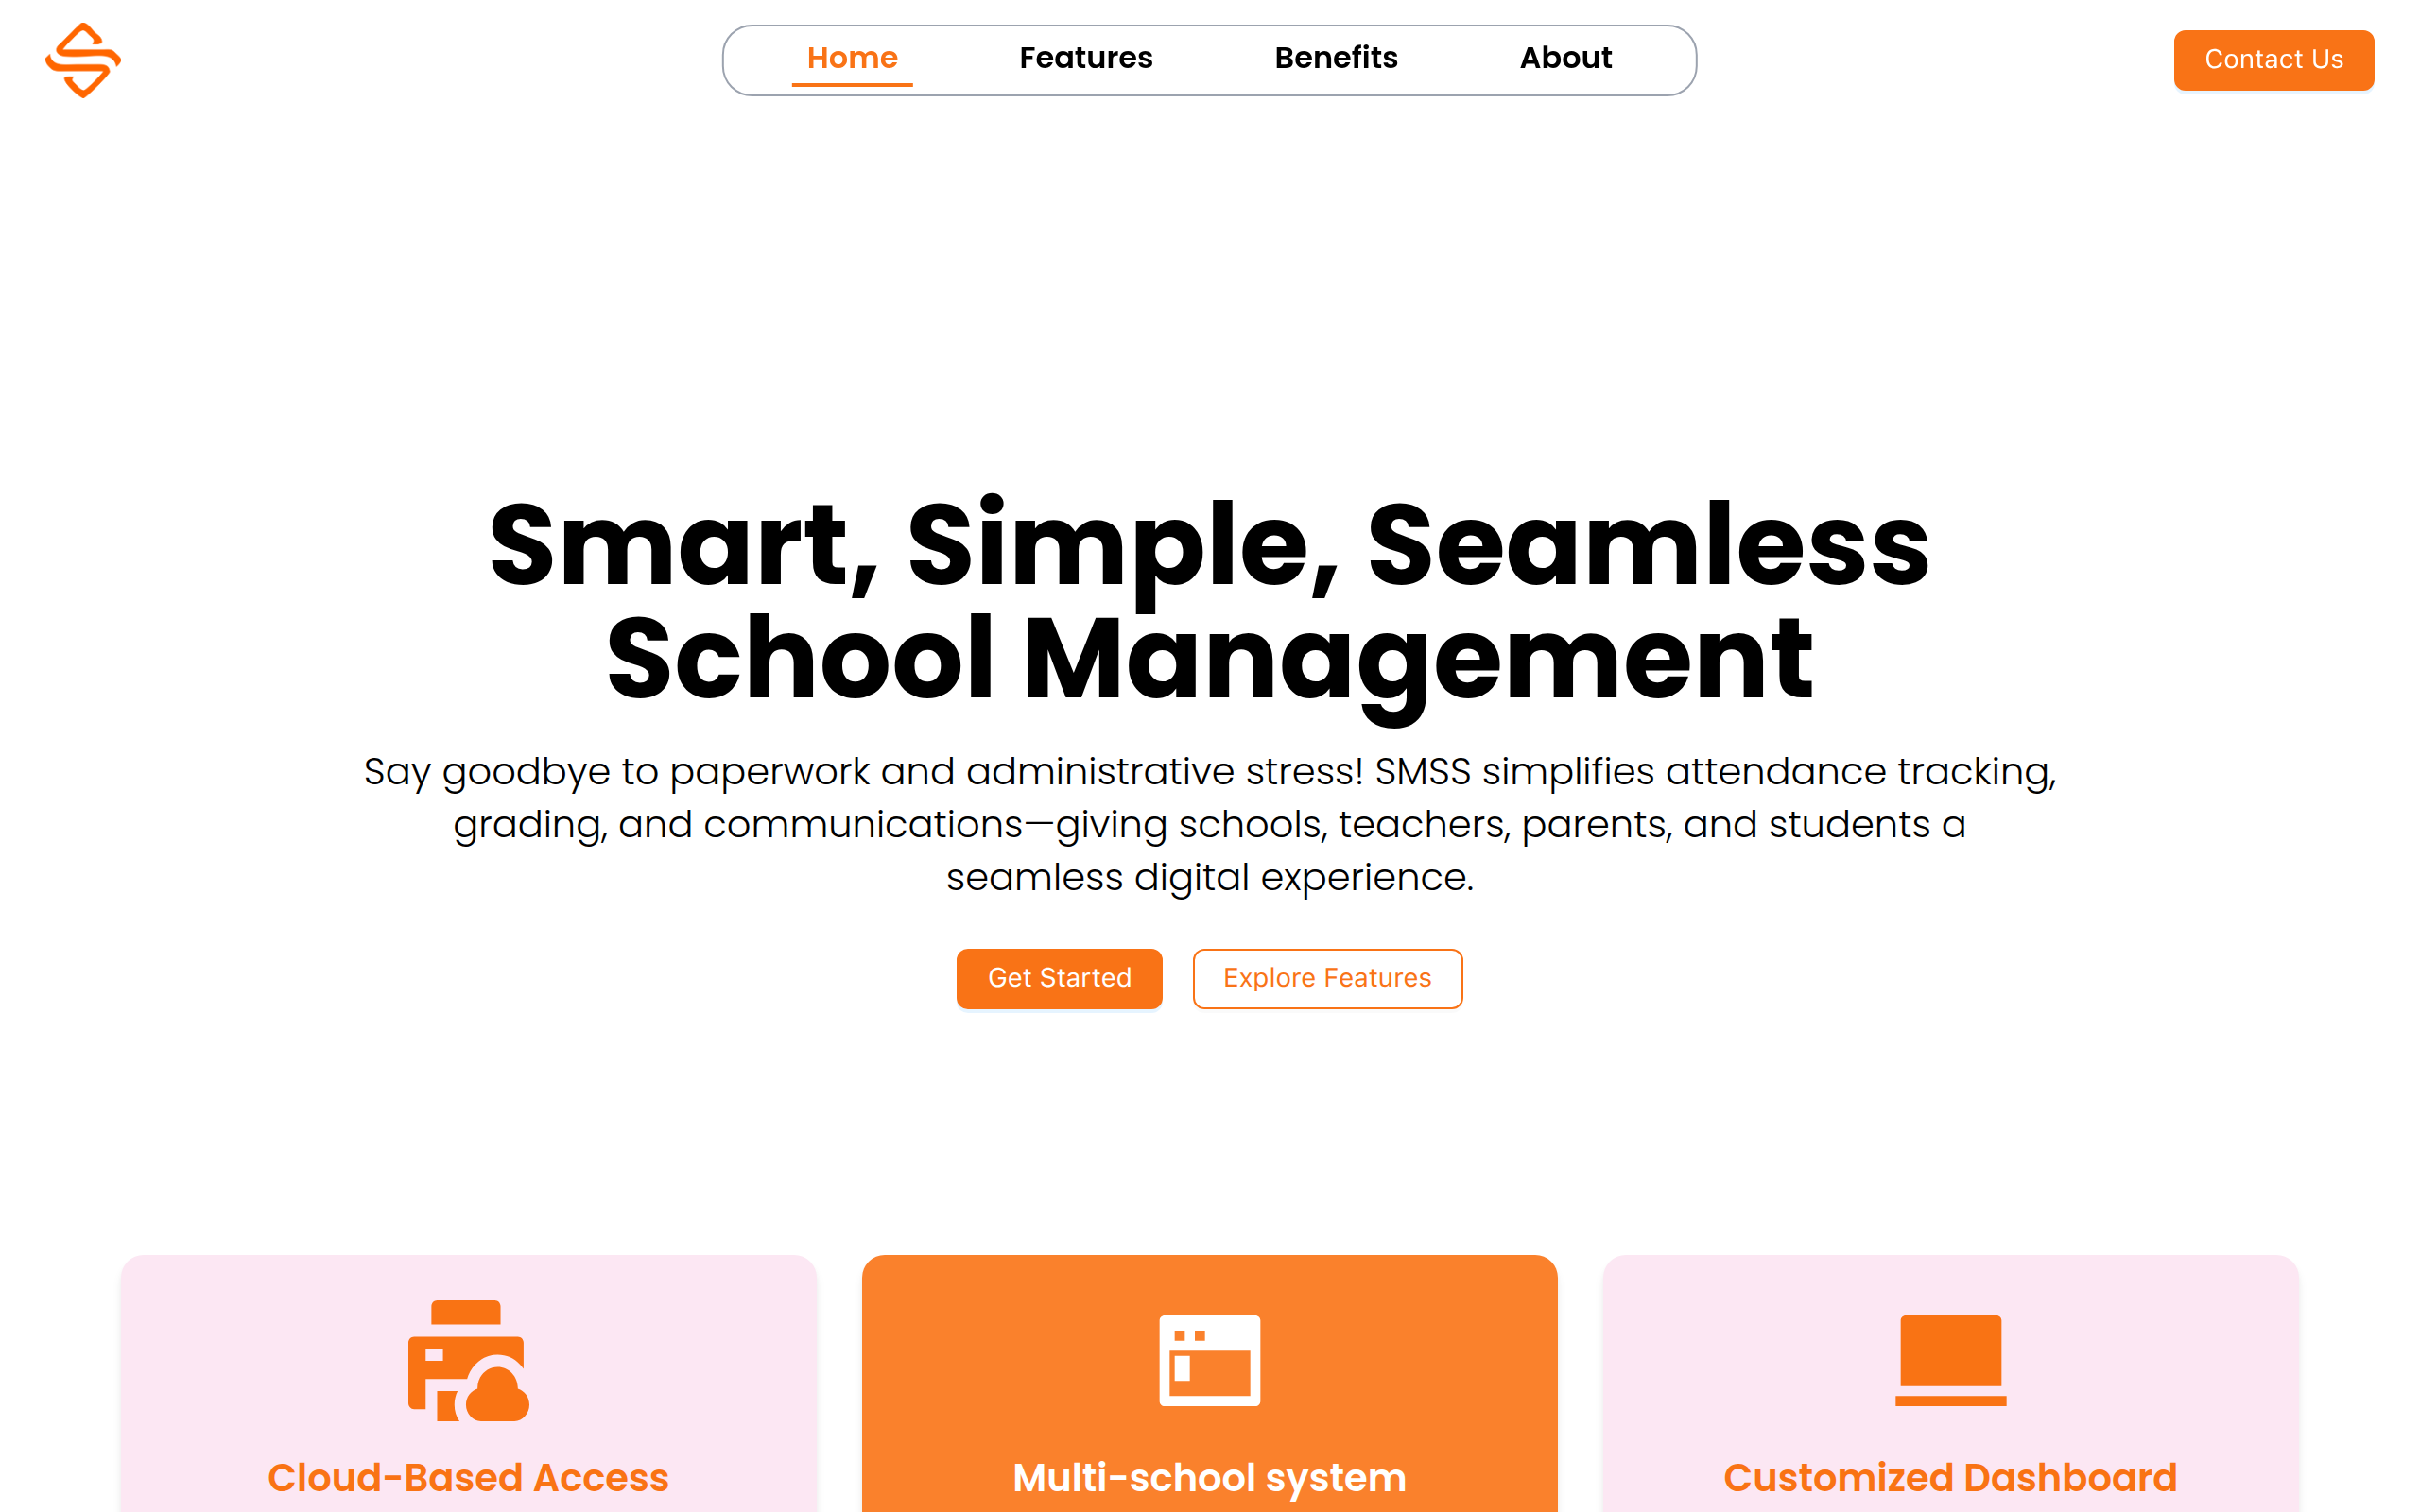 Home
Features
Benefits
About
Contact Us
Smart, Simple, Seamless
School Management
Say goodbye to paperwork and administrative stress! SMSS simplifies attendance tracking,
grading, and communications—giving schools, teachers, parents, and students a
seamless digital experience.
Get Started
Explore Features
Cloud-Based Access
Multi-school system
Customized Dashboard